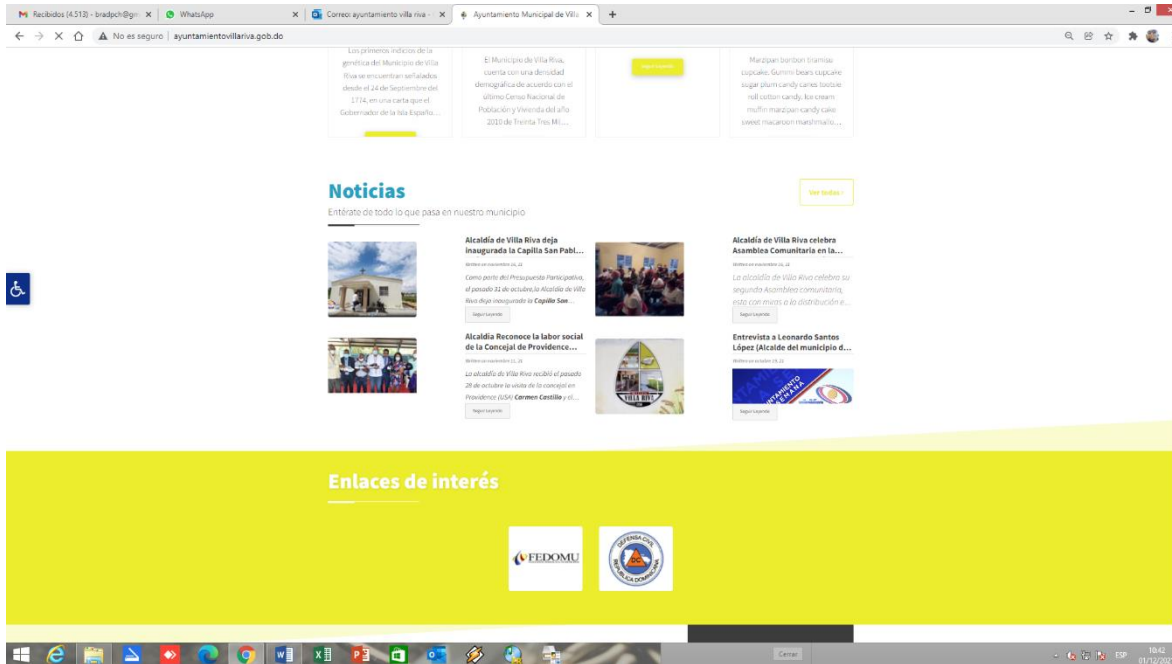 Recibidos (4.513) - bradpch@gm
WhatsApp
Correo: ayuntamiento villa riva -
Ayuntamiento Municipal de Villa
No es seguro | ayuntamientovillariva.gob.do
Los primeros indicios de la
genética del Municipio de Villa
Riva se encuentran señalados
desde el 24 de Septiembre del
1774, en una carta que el
Gobernador de la Isla Españo...
El Municipio de Villa Riva,
cuenta con una densidad
demográfica de acuerdo con el
último Censo Nacional de
Población y Vivienda del año
2010 de Treinta Tres Mil....
Seguir Leyendo
Marzipan bonbon tiramisu
cupcake. Gummi bears cupcake
sugar plum candy canes tootsie
roll cotton candy. Ice cream
muffin marzipan candy cake
sweet macaroon marshmallo...
Noticias
Entérate de todo lo que pasa en nuestro municipio
Ver todas
Alcaldía de Villa Riva deja
inaugurada la Capilla San Pabl...
Como parte del Presupuesto Participativo,
el pasado 31 de octubre,la Alcaldía de Villa
Riva deja inaugurada la Capilla San...
Seguir Leyendo
Alcaldía de Villa Riva celebra
Asamblea Comunitaria en la...
La alcaldía de Villa Riva celebra su
segunda Asamblea comunitaria,
esta con miras a la distribución e...
Seguir Leyendo
Alcaldía Reconoce la labor social
de la Concejal de Providence...
La alcaldía de Villa Riva recibió el pasado
28 de octubre la visita de la concejal en
Providence (USA) Carmen Castillo y el...
Seguir Leyendo
VILLA RIVA
Entrevista a Leonardo Santos
López (Alcalde del municipio d...
Seguir Leyendo
Enlaces de interés
FEDOMU
DEFENSA CIVIL
DC
REPUBLICA DOMINICANA
Cerrar
ESP
10:42